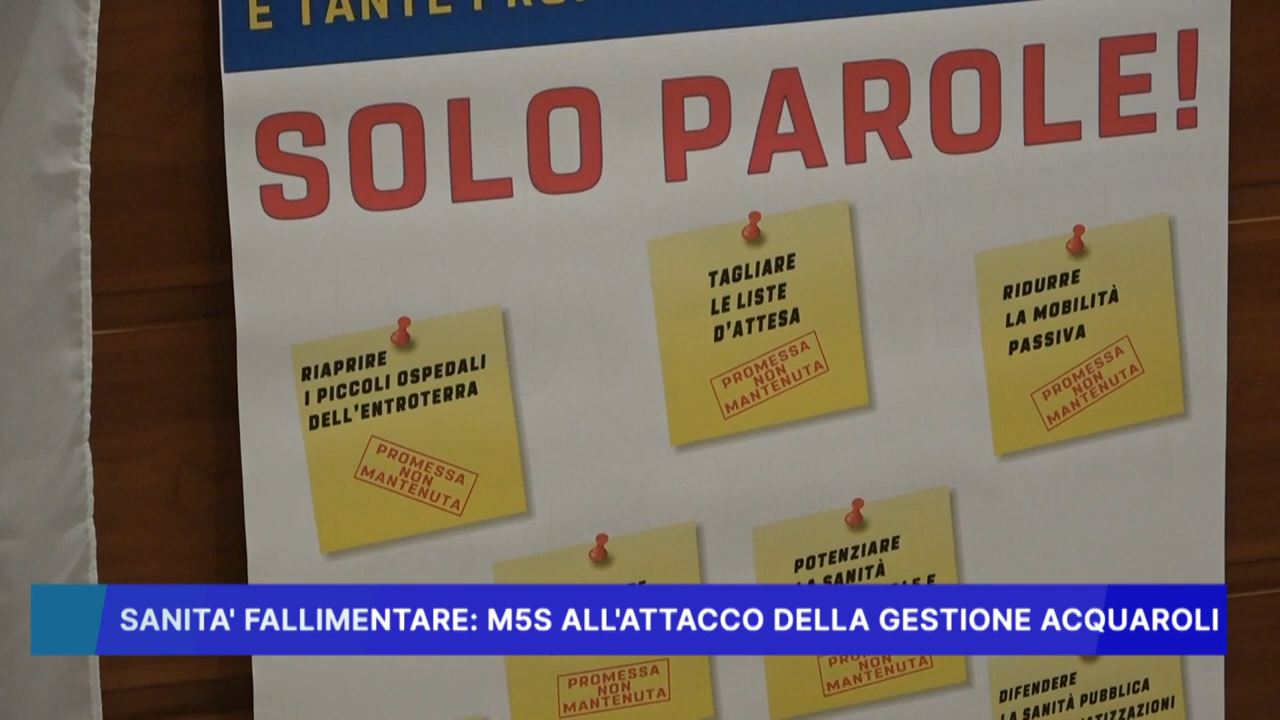 E TANTE
SOLO PAROLE!
TAGLIARE
LE LISTE
D'ATTESA
PROMESSA
NON
MANTENUTA
RIDURRE
LA MOBILITÀ
PASSIVA
PROMESSA
NON
MANTENUTA
RIAPRIRE
I PICCOLI OSPEDALI
DELL'ENTROTERRA
PROMESSA
NON
MANTENUTA
POTENZIARE
LA SANITÀ
E
SANITA' FALLIMENTARE: M5S ALL'ATTACCO DELLA GESTIONE ACQUAROLI
PROMESSA
NON
MANTENUTA
NON
MANTENUTA
DIFENDERE
LA SANITÀ PUBBLICA